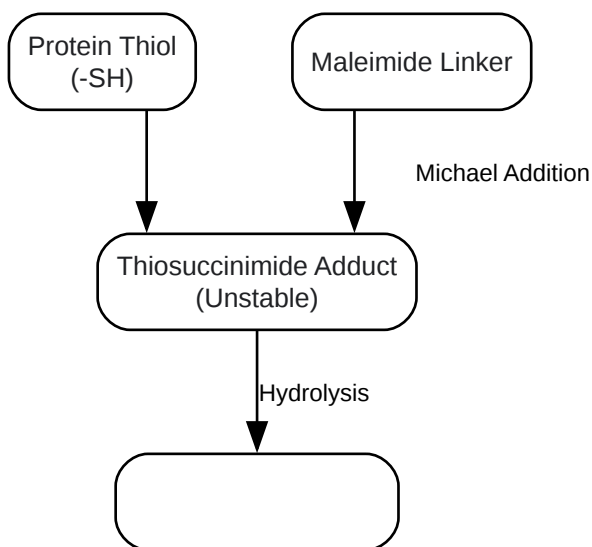 Protein Thiol
(-SH)
Maleimide Linker
Michael Addition
Thiosuccinimide Adduct
(Unstable)
Hydrolysis